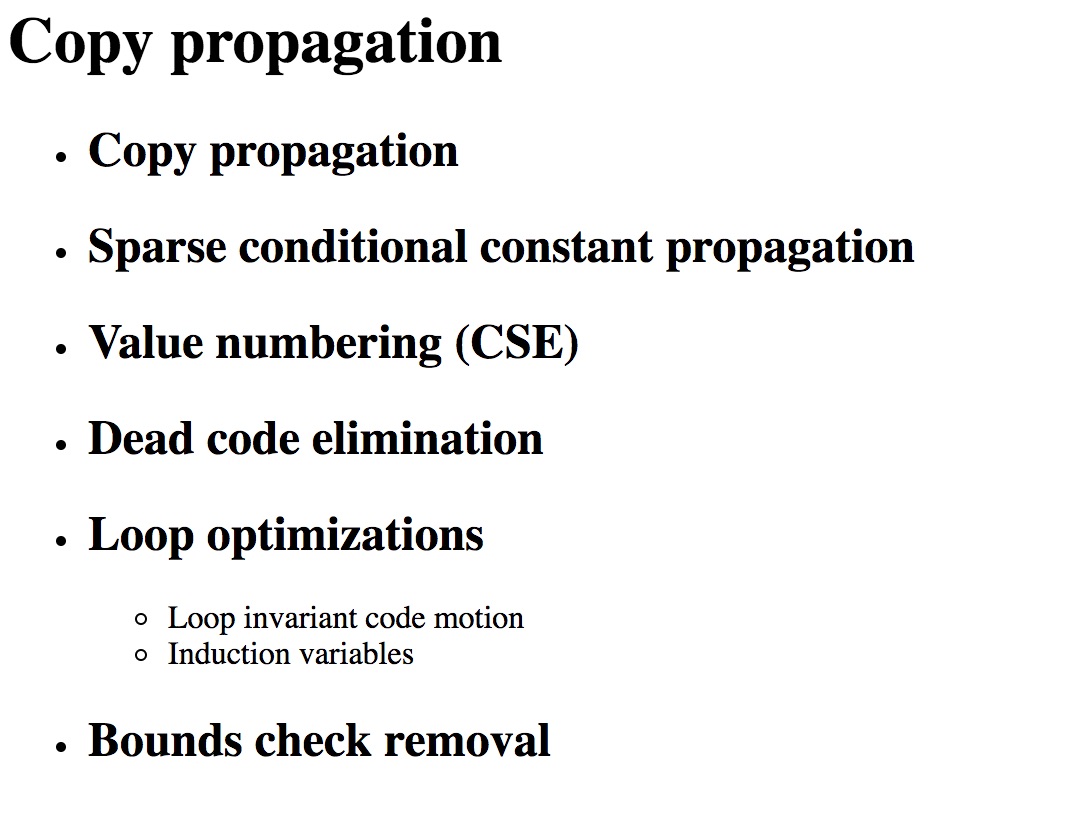 Copy propagation
Copy propagation
Sparse conditional constant propagation
Value numbering (CSE)
Dead code elimination
Loop optimizations
Loop invariant code motion
Induction variables
Bounds check removal